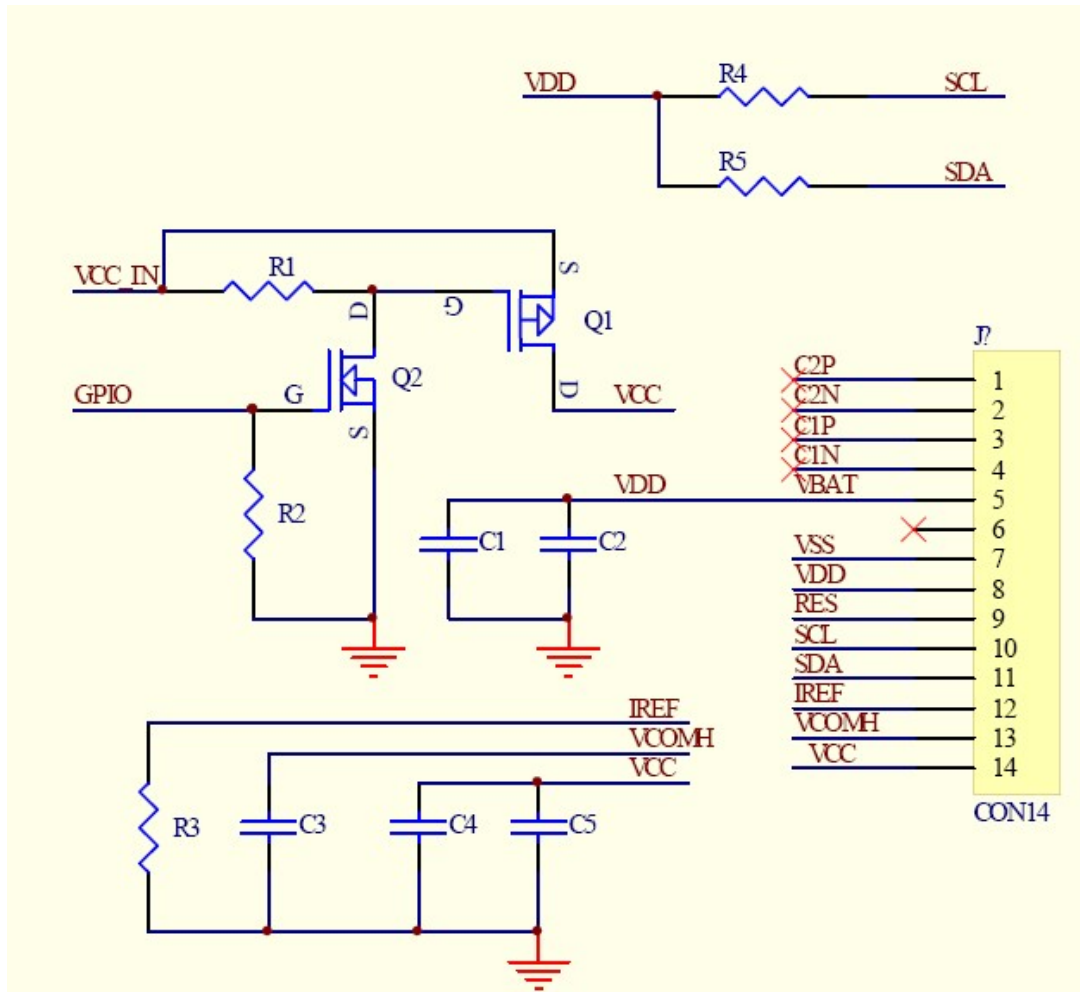 VDD R4 SCL
R5 SDA
VCC_IN R1 D G S Q1
D VCC
GPIO G Q2 S
R2
J?
C2P 1
C2N 2
C1P 3
C1N 4
VDD VBAT 5
6
VSS 7
VDD 8
RES 9
SCL 10
SDA 11
IREF 12
VCOMH 13
VCC 14
CON14
C1 C2
IREF
VCOMH
VCC
R3 C3 C4 C5